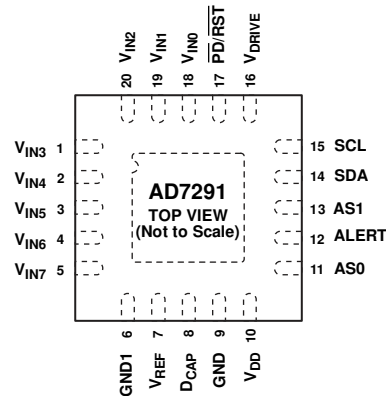 VIN2
VIN1
VIN0
PD/RST
VDRIVE
20
19
18
17
16
VIN3 1
VIN4 2
VIN5 3
VIN6 4
VIN7 5
AD7291
TOP VIEW
(Not to Scale)
15 SCL
14 SDA
13 AS1
12 ALERT
11 AS0
6
7
8
9
10
GND1
VREF
DCAP
GND
VDD